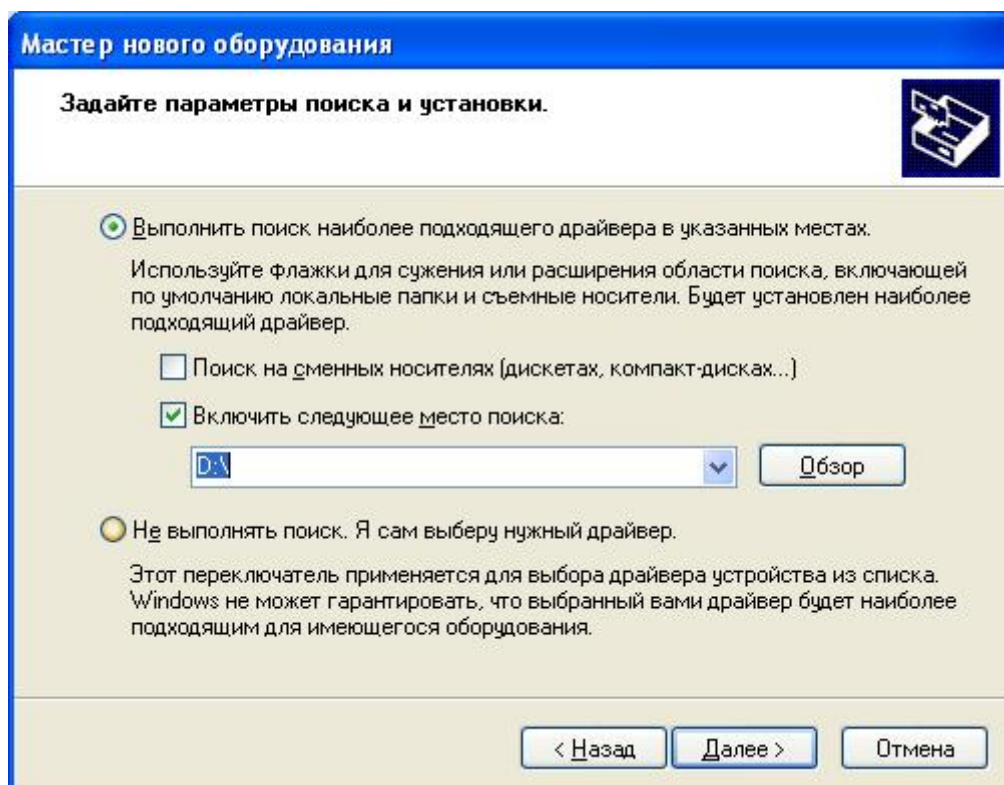 Мастер нового оборудования
Задайте параметры поиска и установки.
Выполнить поиск наиболее подходящего драйвера в указанных местах.
Используйте флажки для сужения или расширения области поиска, включающей
по умолчанию локальные папки и съемные носители. Будет установлен наиболее
подходящий драйвер.
Поиск на сменных носителях (дискетах, компакт-дисках...)
Включить следующее место поиска:
D:\
Обзор
Не выполнять поиск. Я сам выберу нужный драйвер.
Этот переключатель применяется для выбора драйвера устройства из списка.
Windows не может гарантировать, что выбранный вами драйвер будет наиболее
подходящим для имеющегося оборудования.
< Назад Далее > Отмена